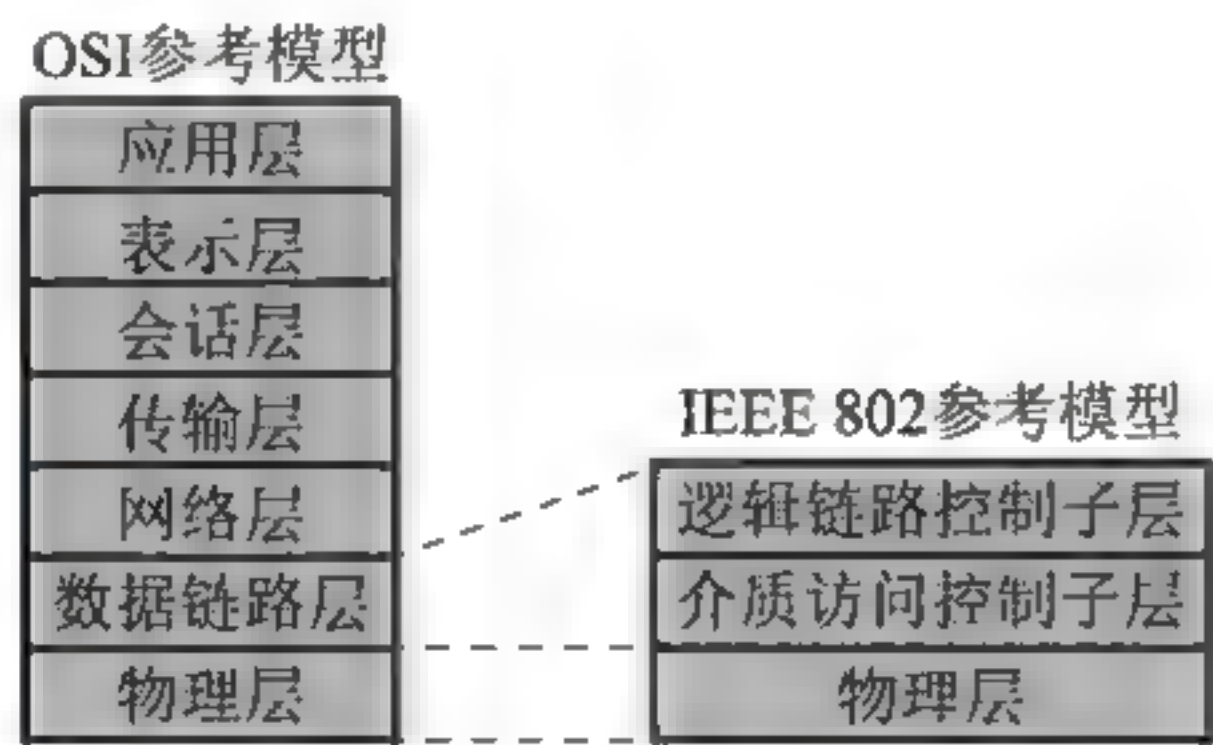 OSI参考模型
应用层
表示层
会话层
传输层
网络层
数据链路层
物理层
IEEE 802参考模型
逻辑链路控制子层
介质访问控制子层
物理层